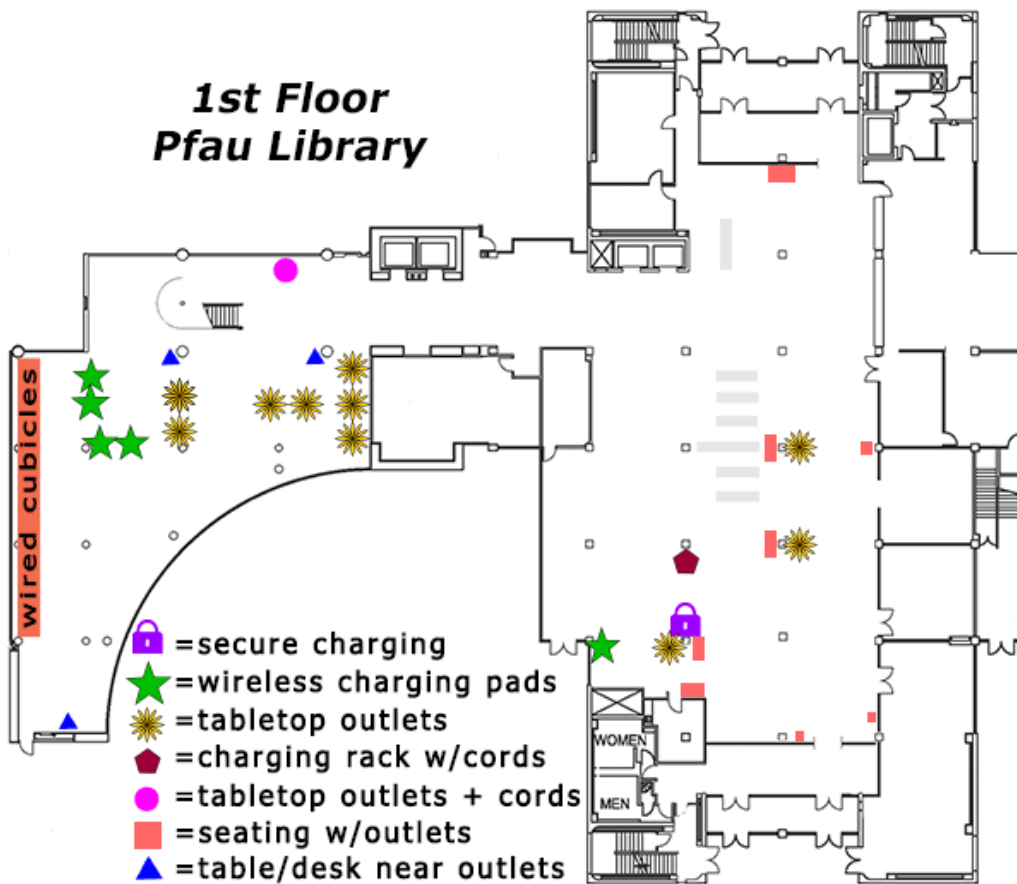 1st Floor
Pfau Library
wired cubicles
=secure charging
=wireless charging pads
=tabletop outlets
=charging rack w/cords
=tabletop outlets + cords
=seating w/outlets
=table/desk near outlets
WOMEN
MEN